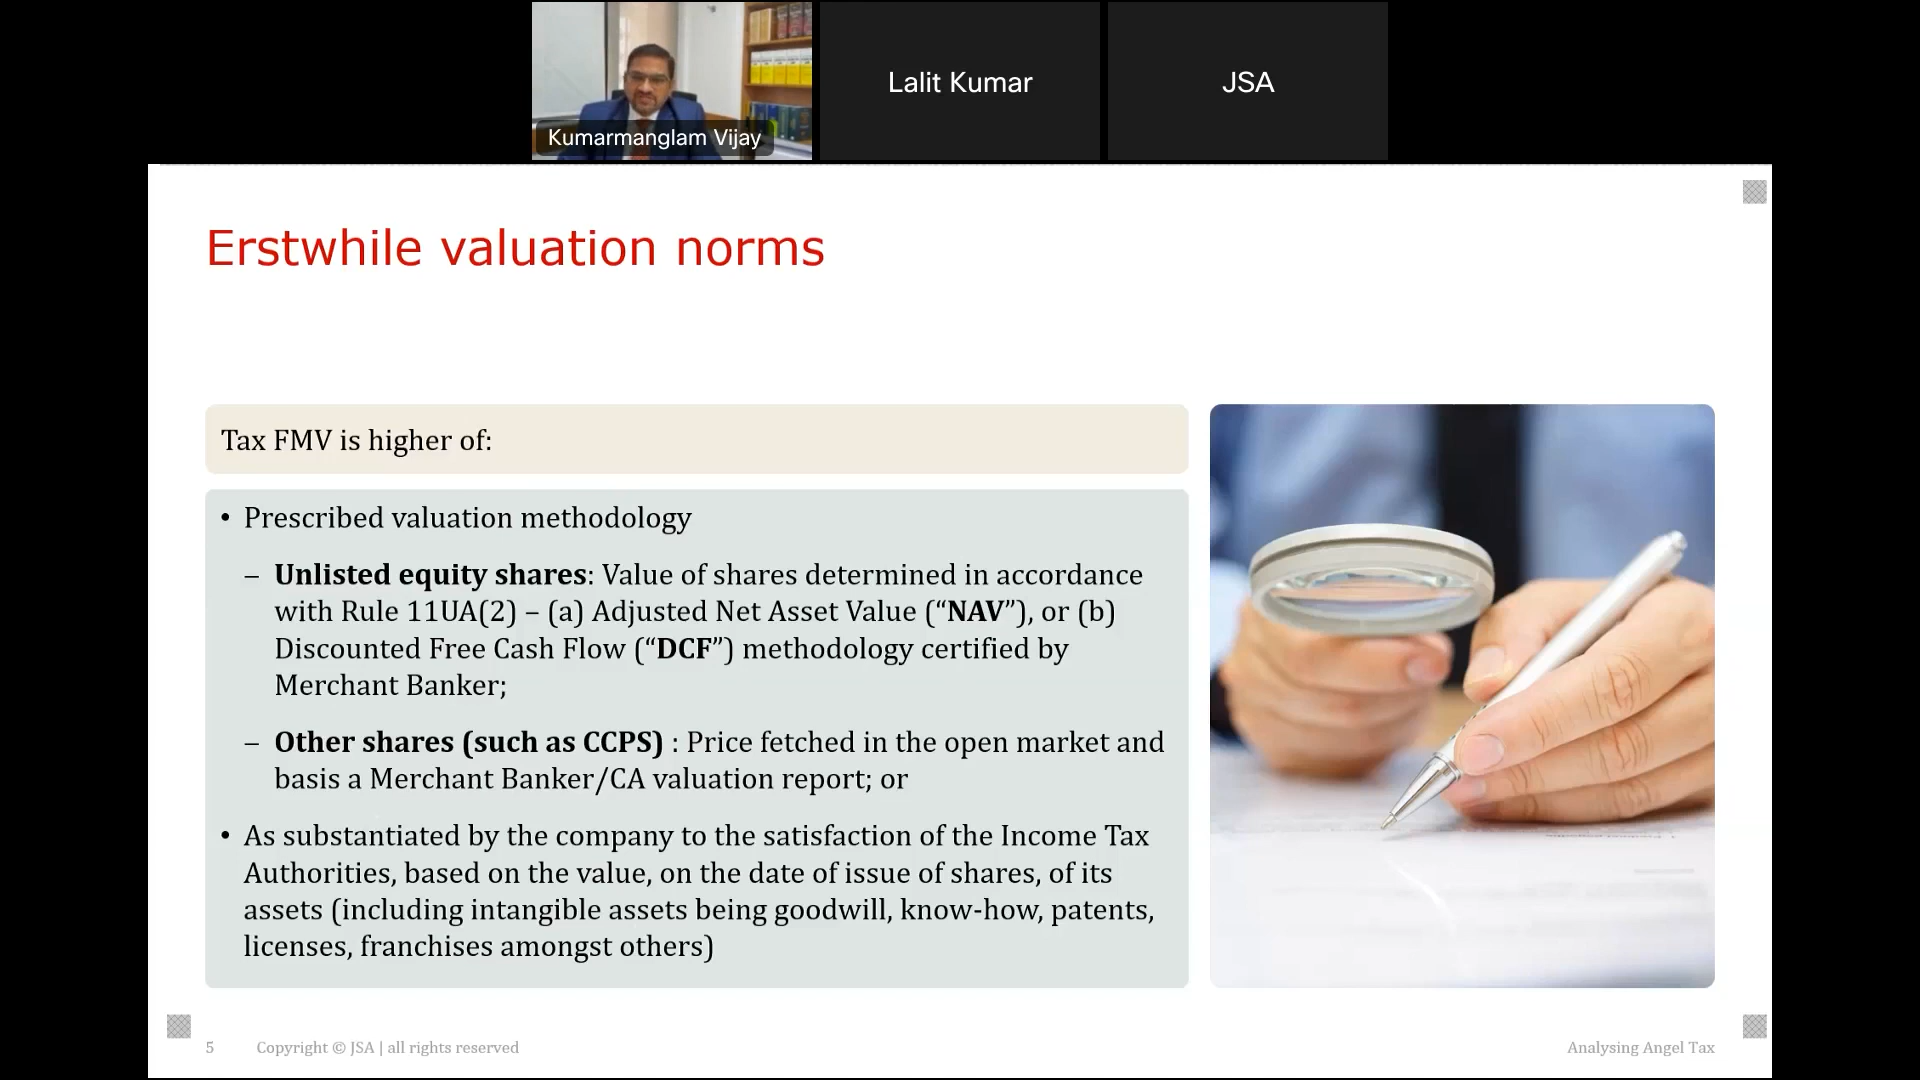 Kumarmanglam Vijay
Lalit Kumar
JSA
Erstwhile valuation norms
Tax FMV is higher of:
• Prescribed valuation methodology
– Unlisted equity shares: Value of shares determined in accordance
with Rule 11UA(2) – (a) Adjusted Net Asset Value (“NAV”), or (b)
Discounted Free Cash Flow (“DCF”) methodology certified by
Merchant Banker;
– Other shares (such as CCPS) : Price fetched in the open market and
basis a Merchant Banker/CA valuation report; or
• As substantiated by the company to the satisfaction of the Income Tax
Authorities, based on the value, on the date of issue of shares, of its
assets (including intangible assets being goodwill, know-how, patents,
licenses, franchises amongst others)
5 Copyright © JSA | all rights reserved
Analysing Angel Tax